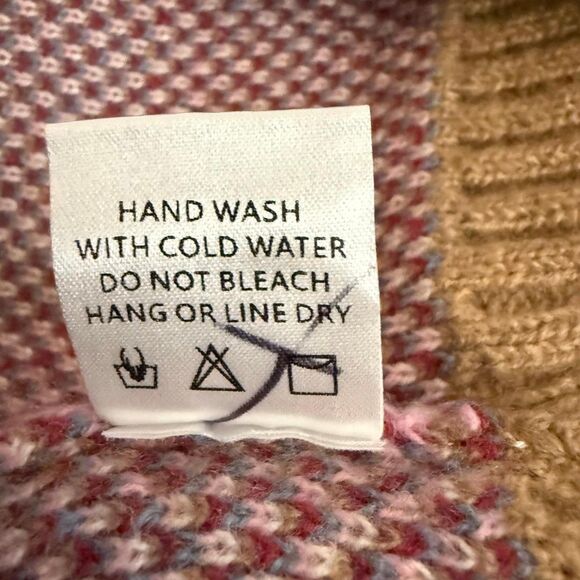 HAND WASH
WITH COLD WATER
DO NOT BLEACH
HANG OR LINE DRY